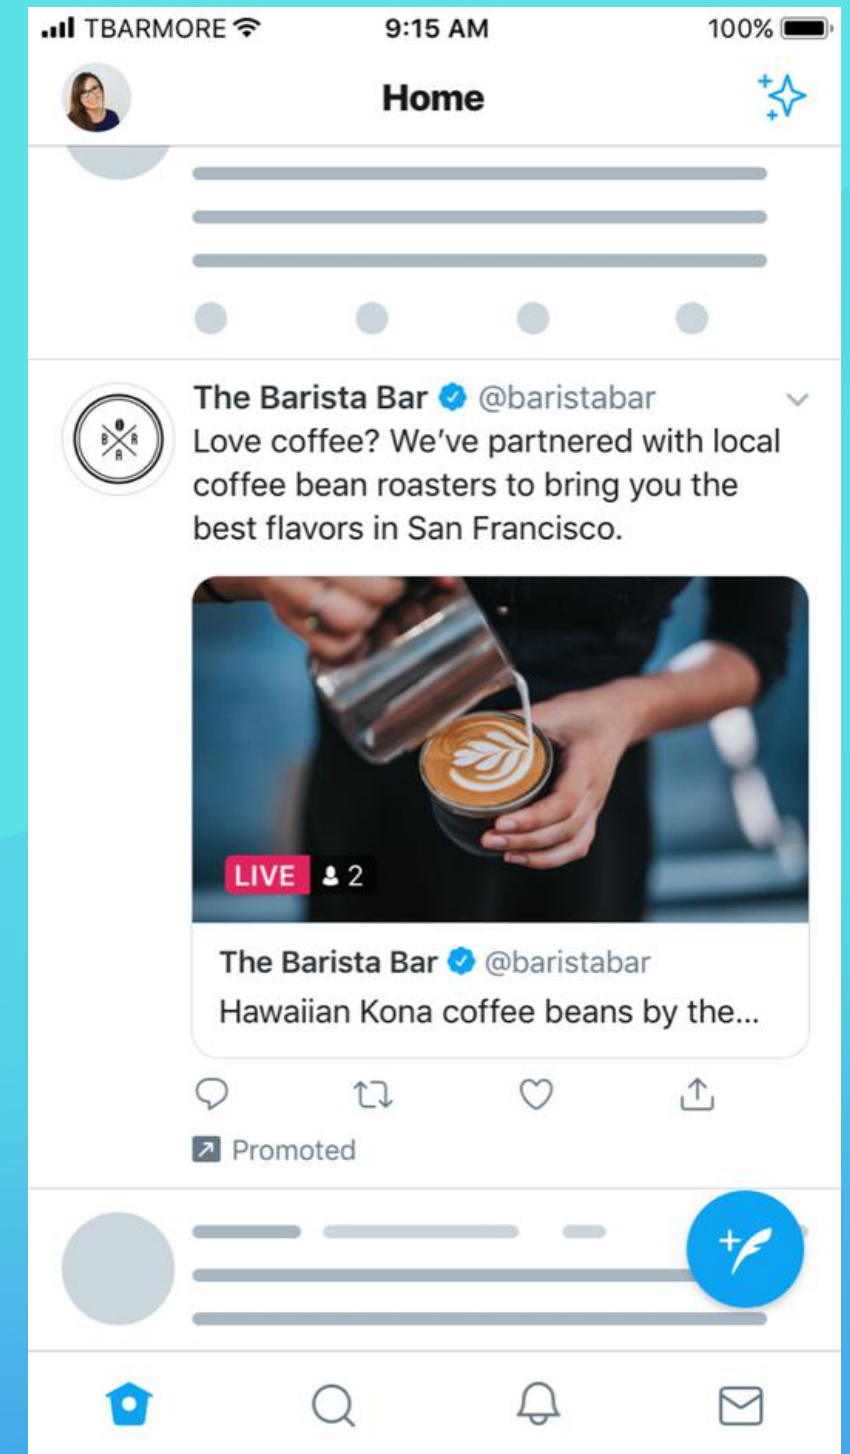 TBARMORE 9:15 AM 100%
Home
The Barista Bar @baristabar
Love coffee? We've partnered with local
coffee bean roasters to bring you the
best flavors in San Francisco.
B A R
LIVE 2
The Barista Bar @baristabar
Hawaiian Kona coffee beans by the...
Promoted